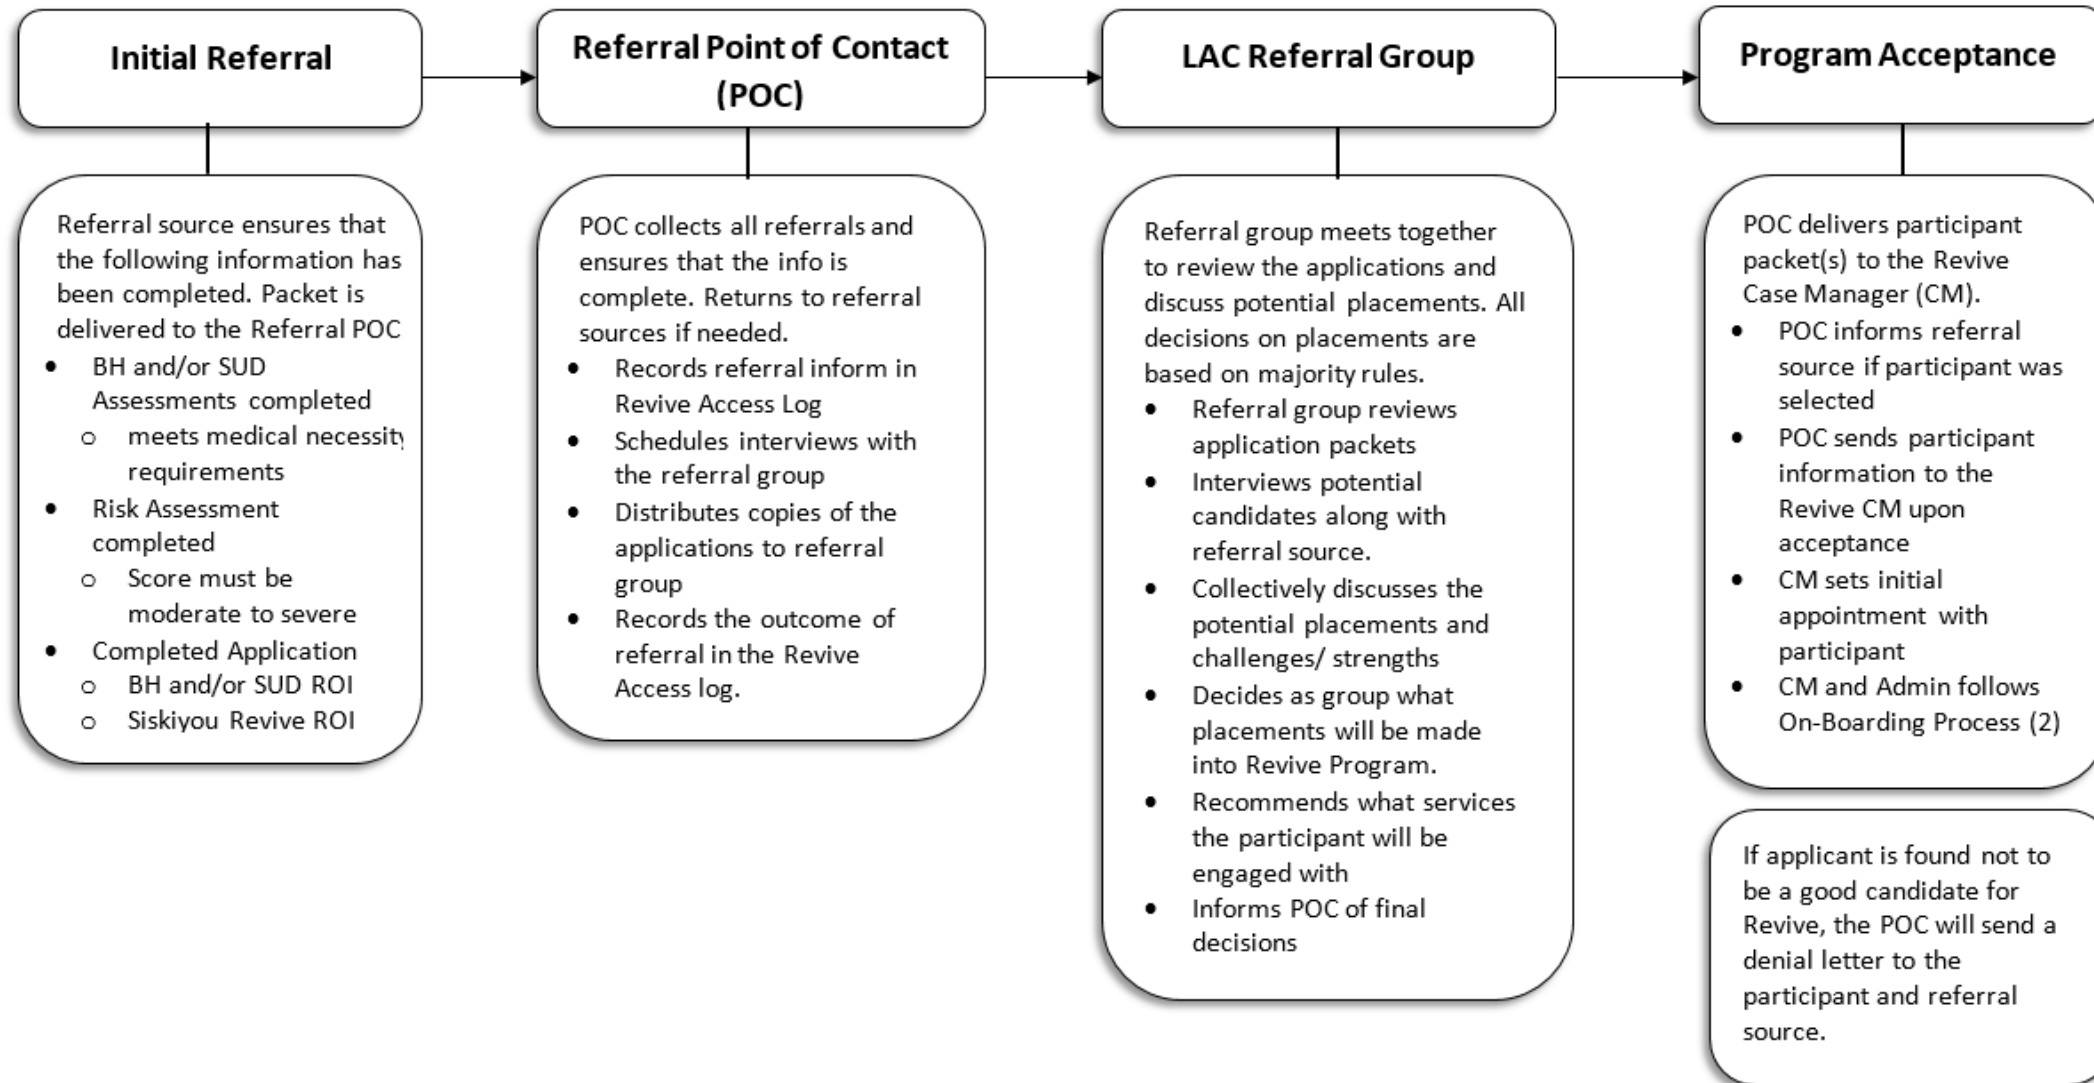 Initial Referral
Referral Point of Contact
(POC)
LAC Referral Group
Program Acceptance
Referral source ensures that
the following information has
been completed. Packet is
delivered to the Referral POC
• BH and/or SUD
Assessments completed
o meets medical necessity
requirements
• Risk Assessment
completed
o Score must be
moderate to severe
• Completed Application
o BH and/or SUD ROI
o Siskiyou Revive ROI
POC collects all referrals and
ensures that the info is
complete. Returns to referral
sources if needed.
• Records referral inform in
Revive Access Log
• Schedules interviews with
the referral group
• Distributes copies of the
applications to referral
group
• Records the outcome of
referral in the Revive
Access log.
Referral group meets together
to review the applications and
discuss potential placements. All
decisions on placements are
based on majority rules.
• Referral group reviews
application packets
• Interviews potential
candidates along with
referral source.
• Collectively discusses the
potential placements and
challenges/ strengths
• Decides as group what
placements will be made
into Revive Program.
• Recommends what services
the participant will be
engaged with
• Informs POC of final
decisions
POC delivers participant
packet(s) to the Revive
Case Manager (CM).
• POC informs referral
source if participant was
selected
• POC sends participant
information to the
Revive CM upon
acceptance
• CM sets initial
appointment with
participant
• CM and Admin follows
On-Boarding Process (2)
If applicant is found not to
be a good candidate for
Revive, the POC will send a
denial letter to the
participant and referral
source.